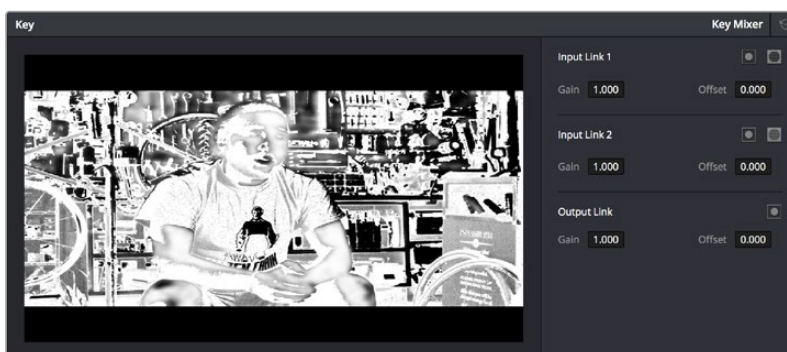 Key
Key Mixer
Input Link 1
Gain 1.000 Offset 0.000
Input Link 2
Gain 1.000 Offset 0.000
Output Link
Gain 1.000 Offset 0.000